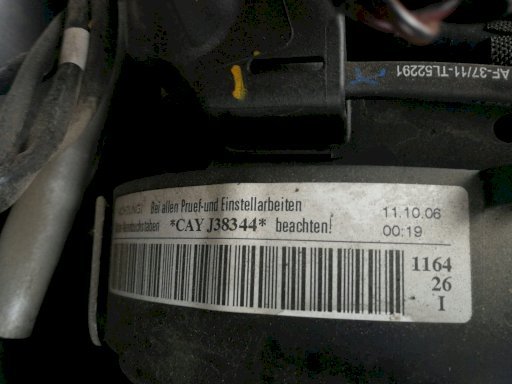 AF-37/11-TL52291
ACHTUNG! Bei allen Pruef-und Einstellarbeiten
*CAY J38344* beachten!
11.10.06
00:19
1164
26
I